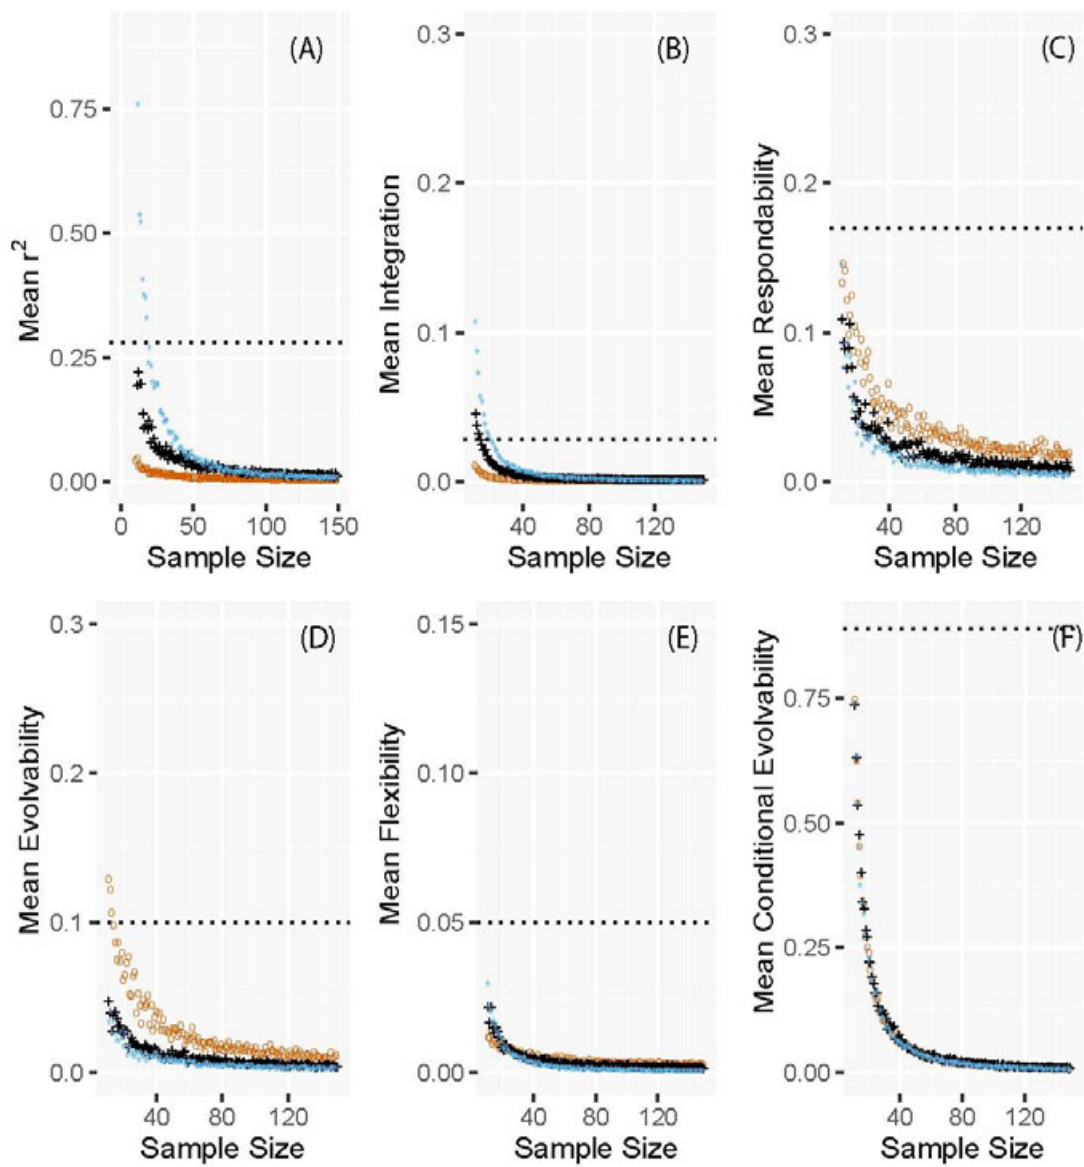 (A)
Mean r²
0.75
0.50
0.25
0.00
0 50 100 150
Sample Size
(B)
Mean Integration
0.3
0.2
0.1
0.0
40 80 120
Sample Size
(C)
Mean Respondability
0.3
0.2
0.1
0.0
40 80 120
Sample Size
(D)
Mean Evolvability
0.3
0.2
0.1
0.0
40 80 120
Sample Size
(E)
Mean Flexibility
0.15
0.10
0.05
0.00
40 80 120
Sample Size
(F)
Mean Conditional Evolvability
0.75
0.50
0.25
0.00
40 80 120
Sample Size